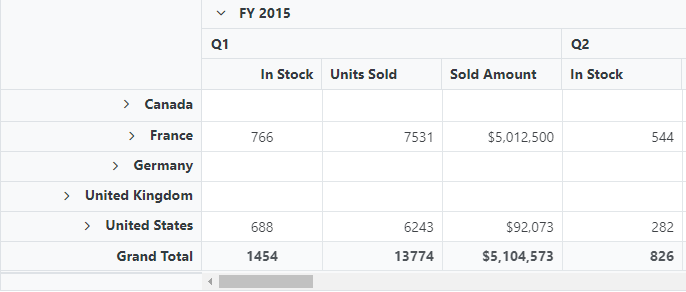 FY 2015
Q1 Q2
In Stock Units Sold Sold Amount In Stock
Canada
France 766 7531 $5,012,500 544
Germany
United Kingdom
United States 688 6243 $92,073 282
Grand Total 1454 13774 $5,104,573 826